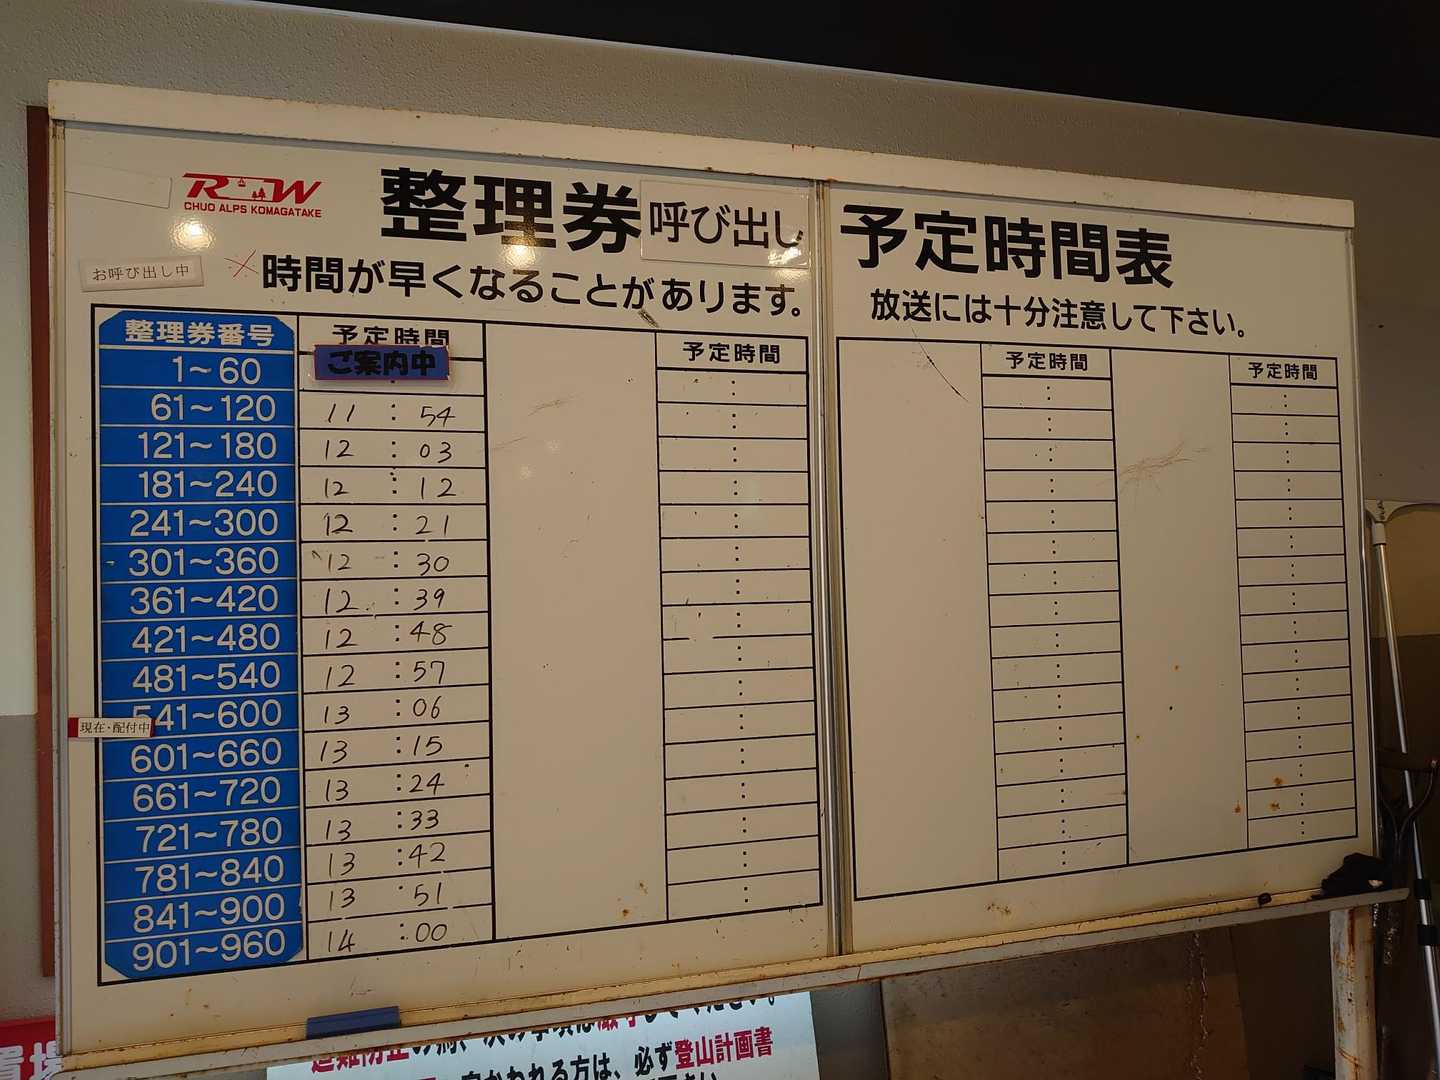 RW
CHUO ALPS KOMAGATAKE
整理券呼び出し 予定時間表
お呼び出し中
※時間が早くなることがあります。
放送には十分注意して下さい。
整理券番号 予定時間 予定時間 予定時間 予定時間
1～60 ご案内中
61～120 11:54
121～180 12:03
181～240 12:12
241～300 12:21
301～360 12:30
361～420 12:39
421～480 12:48
481～540 12:57
現在・配付中
541～600 13:06
601～660 13:15
661～720 13:24
721～780 13:33
781～840 13:42
841～900 13:51
901～960 14:00
は、必ず登山計画書